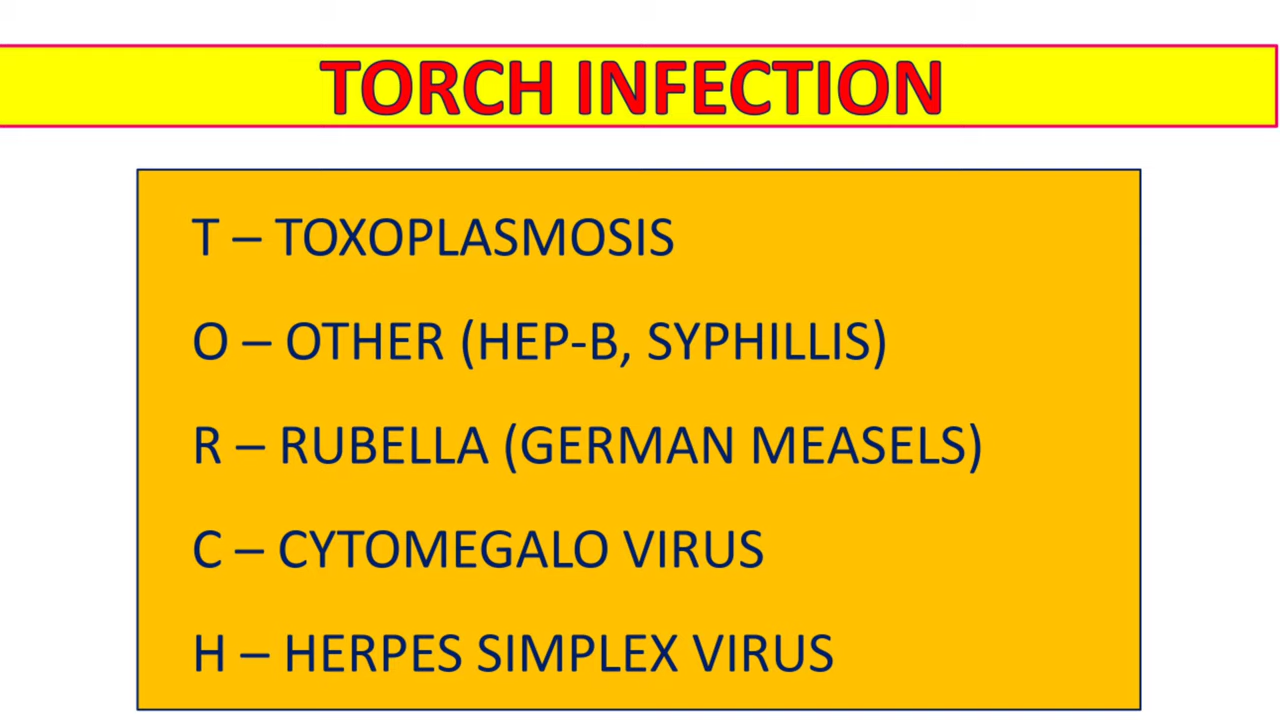 TORCH INFECTION
T – TOXOPLASMOSIS
O – OTHER (HEP-B, SYPHILLIS)
R – RUBELLA (GERMAN MEASELS)
C – CYTOMEGALO VIRUS
H – HERPES SIMPLEX VIRUS